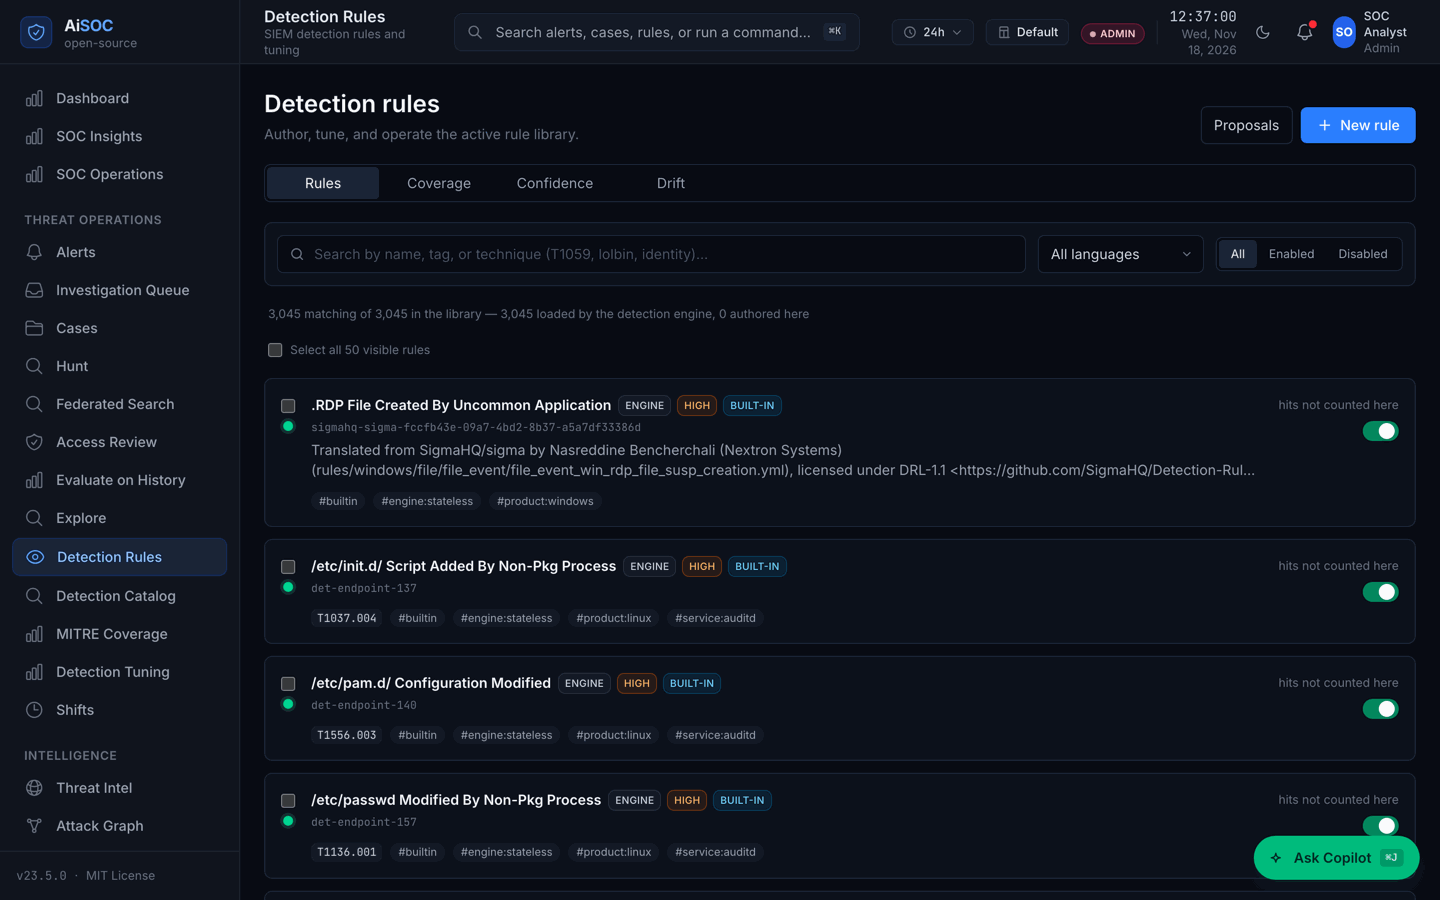 AiSOC
open-source
Dashboard
SOC Insights
SOC Operations
THREAT OPERATIONS
Alerts
Investigation Queue
Cases
Hunt
Federated Search
Access Review
Evaluate on History
Explore
Detection Rules
Detection Catalog
MITRE Coverage
Detection Tuning
Shifts
INTELLIGENCE
Threat Intel
Attack Graph
v23.5.0 · MIT License
Detection Rules
SIEM detection rules and
tuning
Search alerts, cases, rules, or run a command... ⌘K
24h
Default
ADMIN
12:37:00
Wed, Nov
18, 2026
SO
SOC
Analyst
Admin
Detection rules
Author, tune, and operate the active rule library.
Proposals
+ New rule
Rules Coverage Confidence Drift
Search by name, tag, or technique (T1059, lolbin, identity)...
All languages
All Enabled Disabled
3,045 matching of 3,045 in the library — 3,045 loaded by the detection engine, 0 authored here
Select all 50 visible rules
.RDP File Created By Uncommon Application ENGINE HIGH BUILT-IN
hits not counted here
sigmahq-sigma-fccfb43e-09a7-4bd2-8b37-a5a7df33386d
Translated from SigmaHQ/sigma by Nasreddine Bencherchali (Nextron Systems)
(rules/windows/file/file_event/file_event_win_rdp_file_susp_creation.yml), licensed under DRL-1.1 <https://github.com/SigmaHQ/Detection-Rul...
#builtin #engine:stateless #product:windows
/etc/init.d/ Script Added By Non-Pkg Process ENGINE HIGH BUILT-IN
hits not counted here
det-endpoint-137
T1037.004 #builtin #engine:stateless #product:linux #service:auditd
/etc/pam.d/ Configuration Modified ENGINE HIGH BUILT-IN
hits not counted here
det-endpoint-140
T1556.003 #builtin #engine:stateless #product:linux #service:auditd
/etc/passwd Modified By Non-Pkg Process ENGINE HIGH BUILT-IN
hits not counted here
det-endpoint-157
T1136.001 #builtin #engine:stateless #product:linux #service:auditd
Ask Copilot ⌘J